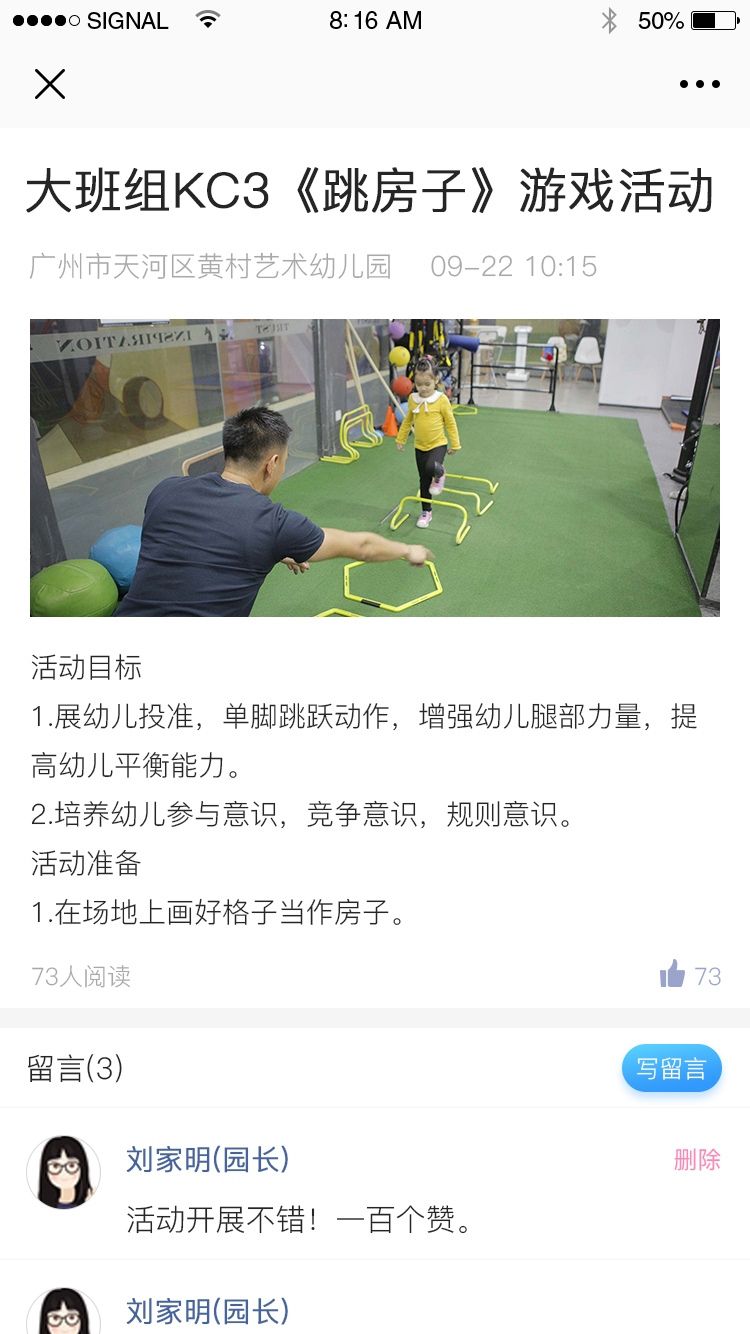 SIGNAL 8:16 AM 50%
大班组KC3《跳房子》游戏活动
广州市天河区黄村艺术幼儿园 09-22 10:15
INSPIRATION TRUST
活动目标
1.展幼儿投准，单脚跳跃动作，增强幼儿腿部力量，提
高幼儿平衡能力。
2.培养幼儿参与意识，竞争意识，规则意识。
活动准备
1.在场地上画好格子当作房子。
73人阅读 73
留言(3) 写留言
刘家明(园长) 删除
活动开展不错！一百个赞。
刘家明(园长)